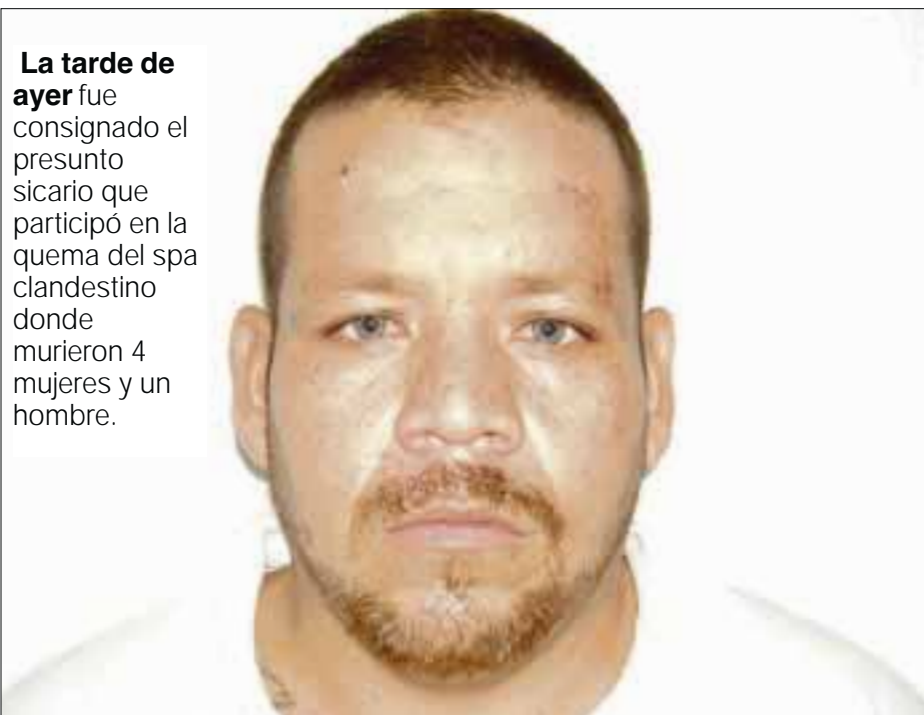 La tarde de
ayer fue
consignado el
presunto
sicario que
participó en la
quema del spa
clandestino
donde
murieron 4
mujeres y un
hombre.